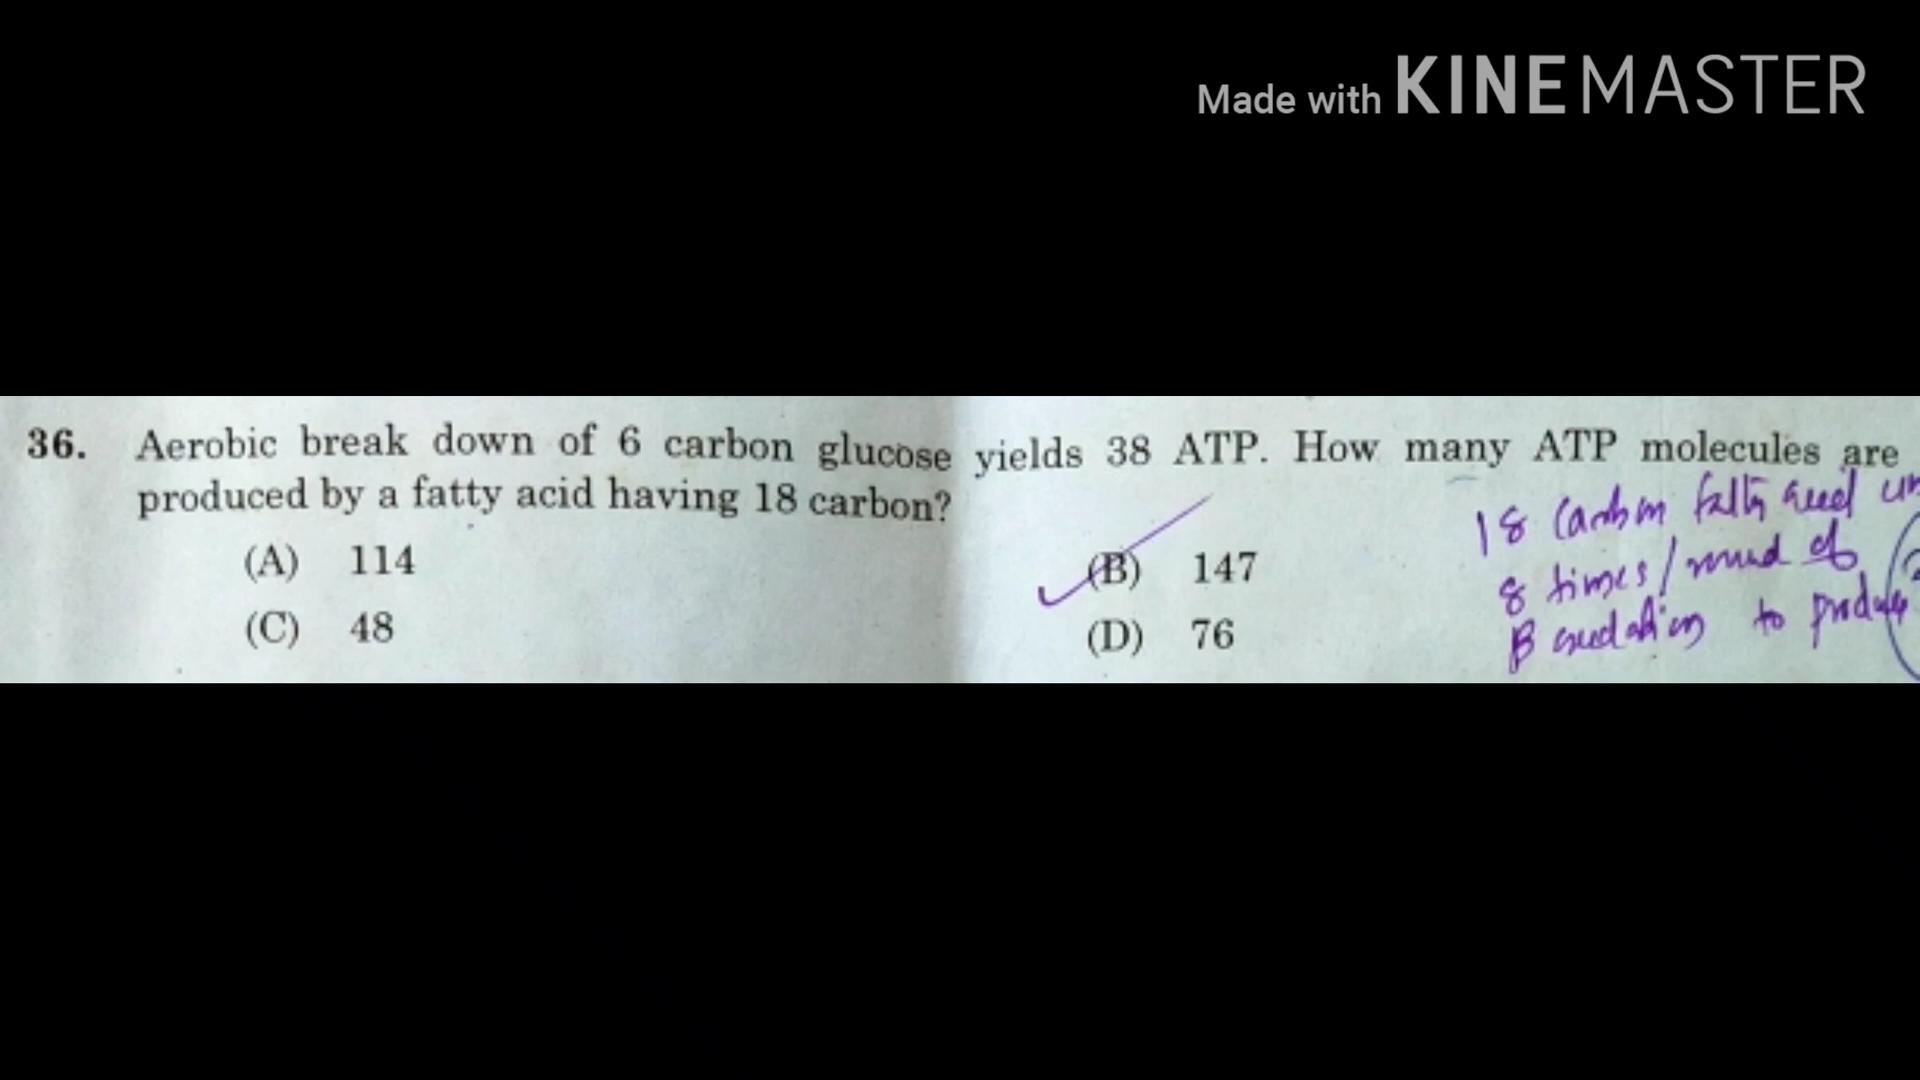 Made with KINEMASTER
36. Aerobic break down of 6 carbon glucose yields 38 ATP. How many ATP molecules are
produced by a fatty acid having 18 carbon?
18 Carbon fatty acid
(A) 114
(B) 147
8 times / round of
(C) 48
(D) 76
B to produce